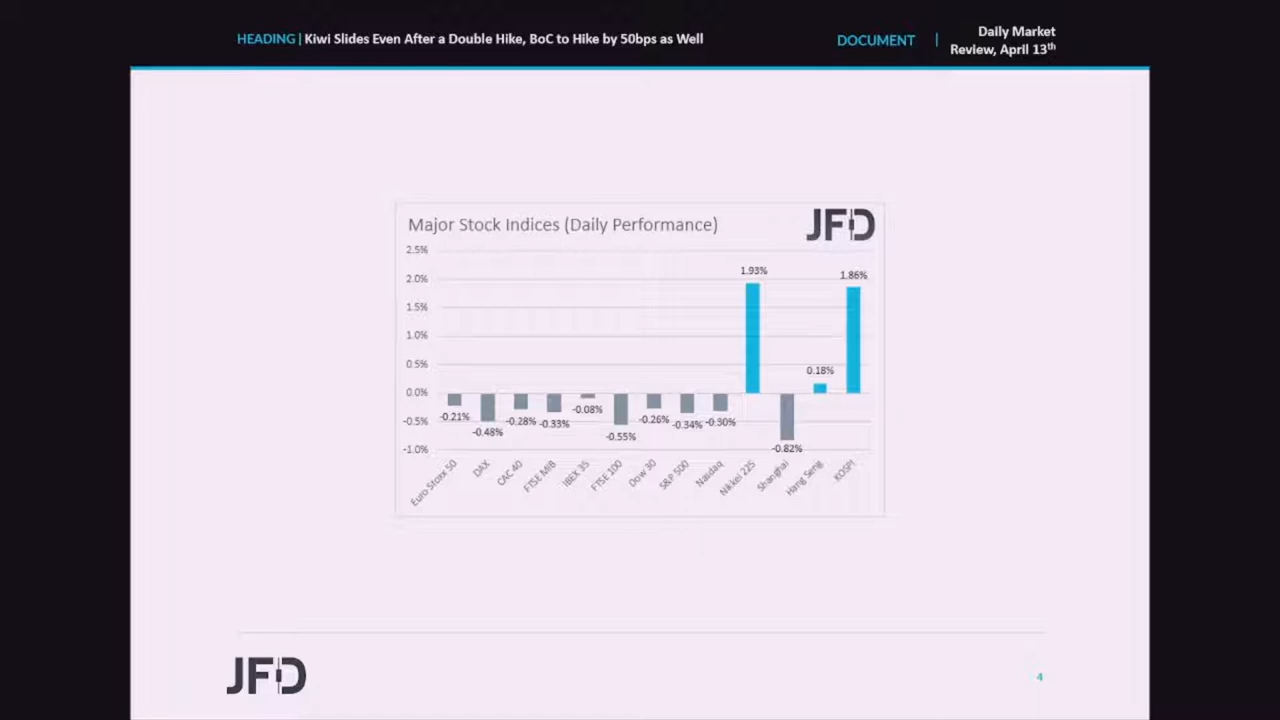 HEADING | Kiwi Slides Even After a Double Hike, BoC to Hike by 50bps as Well
DOCUMENT | Daily Market
Review, April 13th
Major Stock Indices (Daily Performance)
JFD
2.5%
2.0%
1.5%
1.0%
0.5%
0.0%
-0.5%
-1.0%
-0.21%
-0.48%
-0.28%
-0.33%
-0.08%
-0.55%
-0.26%
-0.34%
-0.30%
1.93%
-0.82%
0.18%
1.86%
Euro Stoxx 50
DAX
CAC 40
FTSE MIB
IBEX 35
FTSE 100
Dow 30
S&P 500
Nasdaq
Nikkei 225
Shanghai
Hang Seng
KOSPI
JFD
4